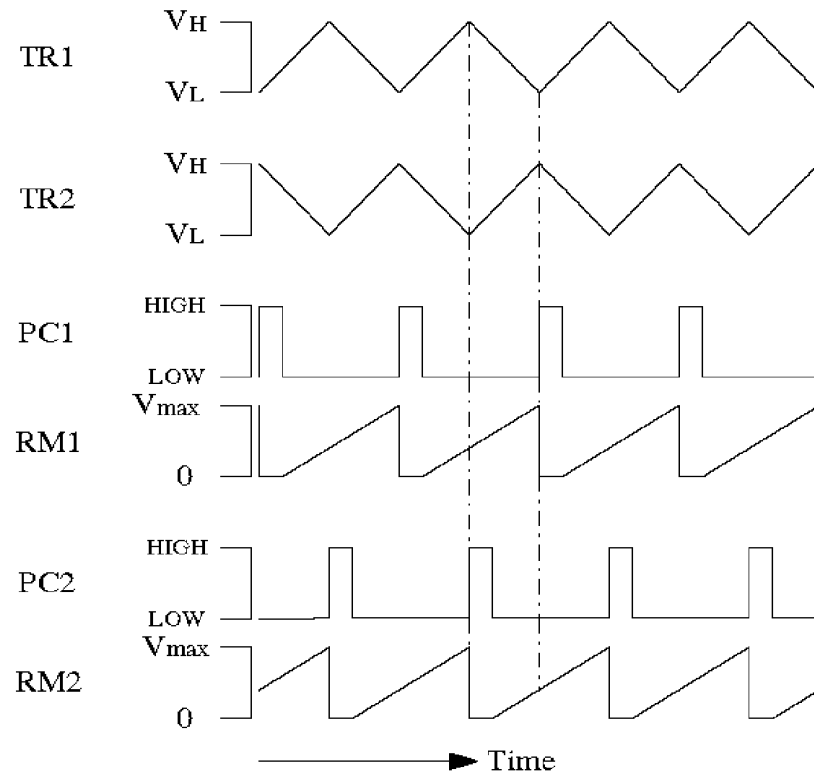 VH
TR1
VL
VH
TR2
VL
HIGH
PC1
LOW
Vmax
RM1
0
HIGH
PC2
LOW
Vmax
RM2
0
Time